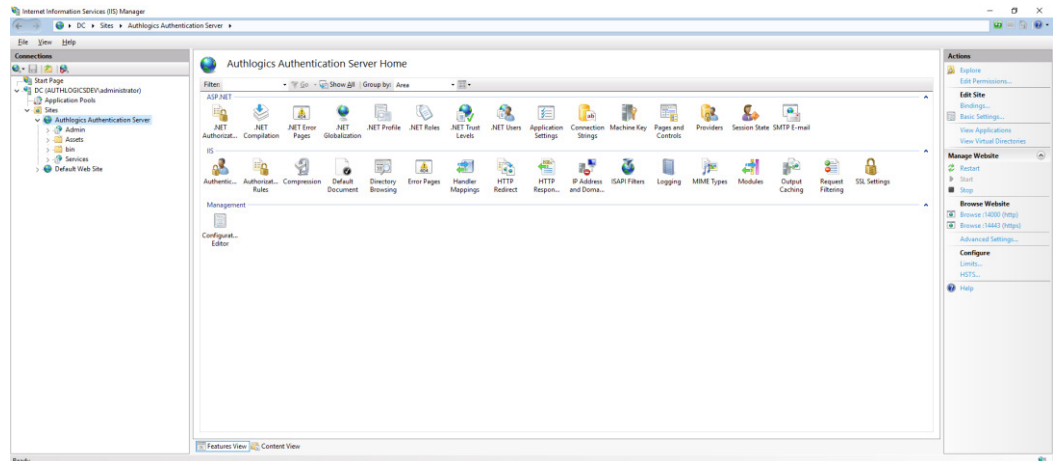 Internet Information Services (IIS) Manager
DC ▸ Sites ▸ Authlogics Authentication Server ▸
File View Help
Connections
Start Page
DC (AUTHLOGICSDEV\administrator)
Application Pools
Sites
Authlogics Authentication Server
Admin
Assets
bin
Services
Default Web Site
Authlogics Authentication Server Home
Filter: Go Show All Group by: Area
ASP.NET
.NET Authorizat...
.NET Compilation
.NET Error Pages
.NET Globalization
.NET Profile
.NET Roles
.NET Trust Levels
.NET Users
Application Settings
Connection Strings
Machine Key
Pages and Controls
Providers
Session State
SMTP E-mail
IIS
Authentic...
Authorizat... Rules
Compression
Default Document
Directory Browsing
Error Pages
Handler Mappings
HTTP Redirect
HTTP Respon...
IP Address and Doma...
ISAPI Filters
Logging
MIME Types
Modules
Output Caching
Request Filtering
SSL Settings
Management
Configurat... Editor
Features View Content View
Ready
Actions
Explore
Edit Permissions...
Edit Site
Bindings...
Basic Settings...
View Applications
View Virtual Directories
Manage Website
Restart
Start
Stop
Browse Website
Browse :14000 (http)
Browse :14443 (https)
Advanced Settings...
Configure
Limits...
HSTS...
Help